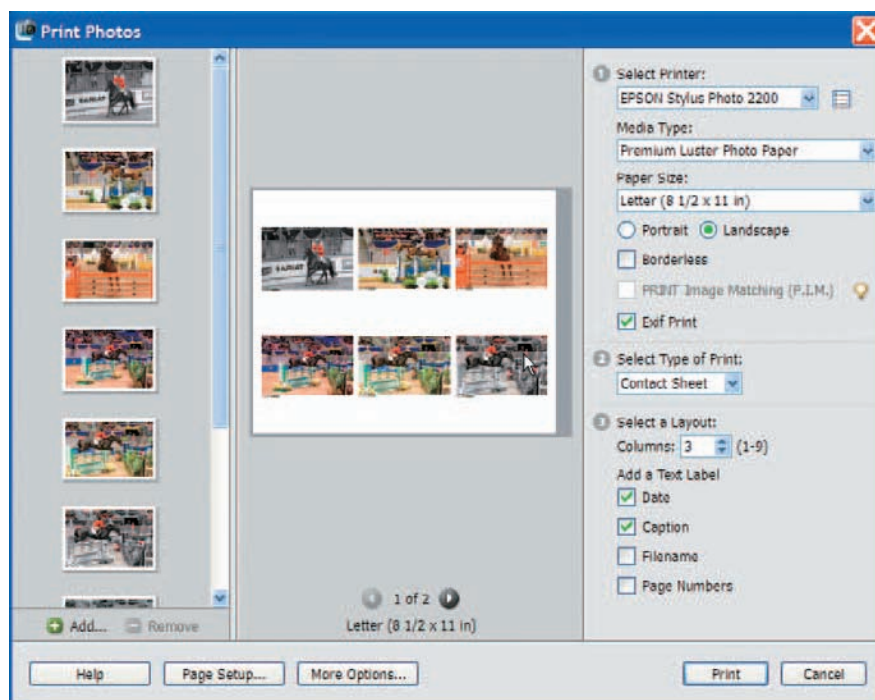 Print Photos
1 Select Printer:
EPSON Stylus Photo 2200
Media Type:
Premium Luster Photo Paper
Paper Size:
Letter (8 1/2 x 11 in)
Portrait Landscape
Borderless
PRINT Image Matching (P.I.M.)
Exif Print
2 Select Type of Print:
Contact Sheet
3 Select a Layout:
Columns: 3 (1-9)
Add a Text Label
Date
Caption
Filename
Page Numbers
1 of 2
Letter (8 1/2 x 11 in)
Add... Remove
Help Page Setup... More Options... Print Cancel